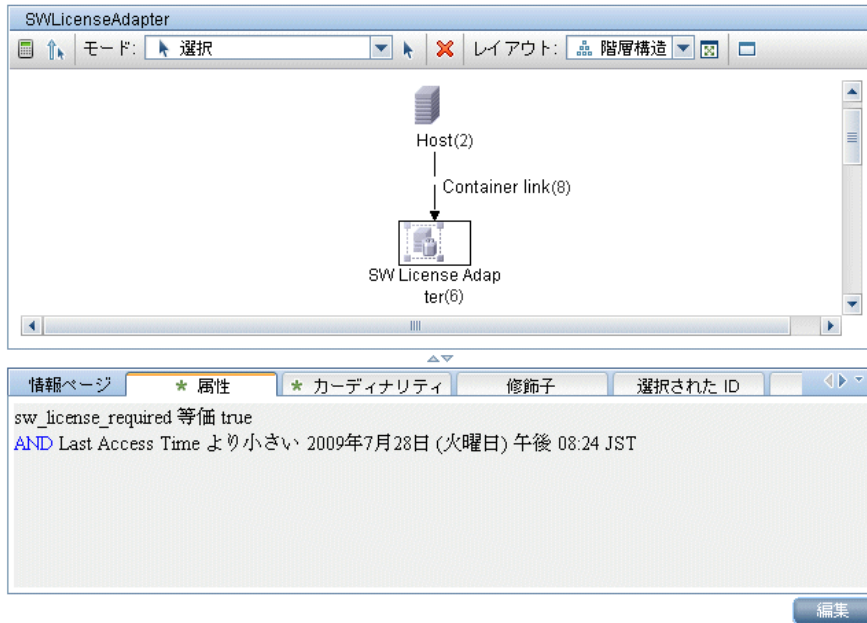 SWLicenseAdapter
モード: 選択 レイアウト: 階層構造
Host(2)
Container link(8)
SW License Adap
ter(6)
情報ページ * 属性 * カーディナリティ 修飾子 選択された ID
sw_license_required 等価 true
AND Last Access Time より小さい 2009年7月28日 (火曜日) 午後 08:24 JST
編集